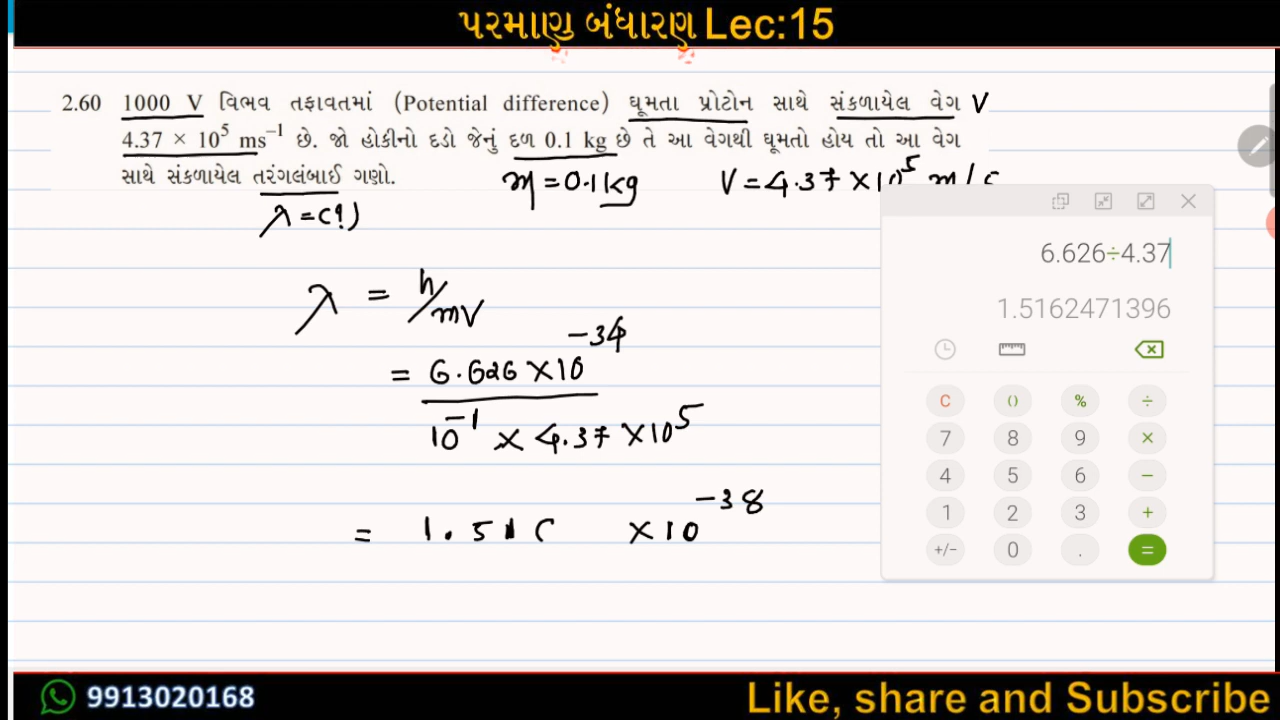 પરમાણુ બંધારણ Lec:15
2.60 1000 V વિભવ તફાવતમાં (Potential difference) ઘૂમતા પ્રોટોન સાથે સંકળાયેલ વેગ V
4.37 × 10⁵ ms⁻¹ છે. જો હોકીનો દડો જેનું દળ 0.1 kg છે તે આ વેગથી ઘૂમતો હોય તો આ વેગ
સાથે સંકળાયેલ તરંગલંબાઈ ગણો. m = 0.1 kg V = 4.37 × 10⁵ m/s
λ = (?)
λ = h/mV
= 6.626 × 10⁻³⁴
10⁻¹ × 4.37 × 10⁵
= 1.51 × 10⁻³⁸
6.626÷4.37
1.5162471396
C () % ÷
7 8 9 ×
4 5 6 −
1 2 3 +
+/− 0 . =
9913020168
Like, share and Subscribe